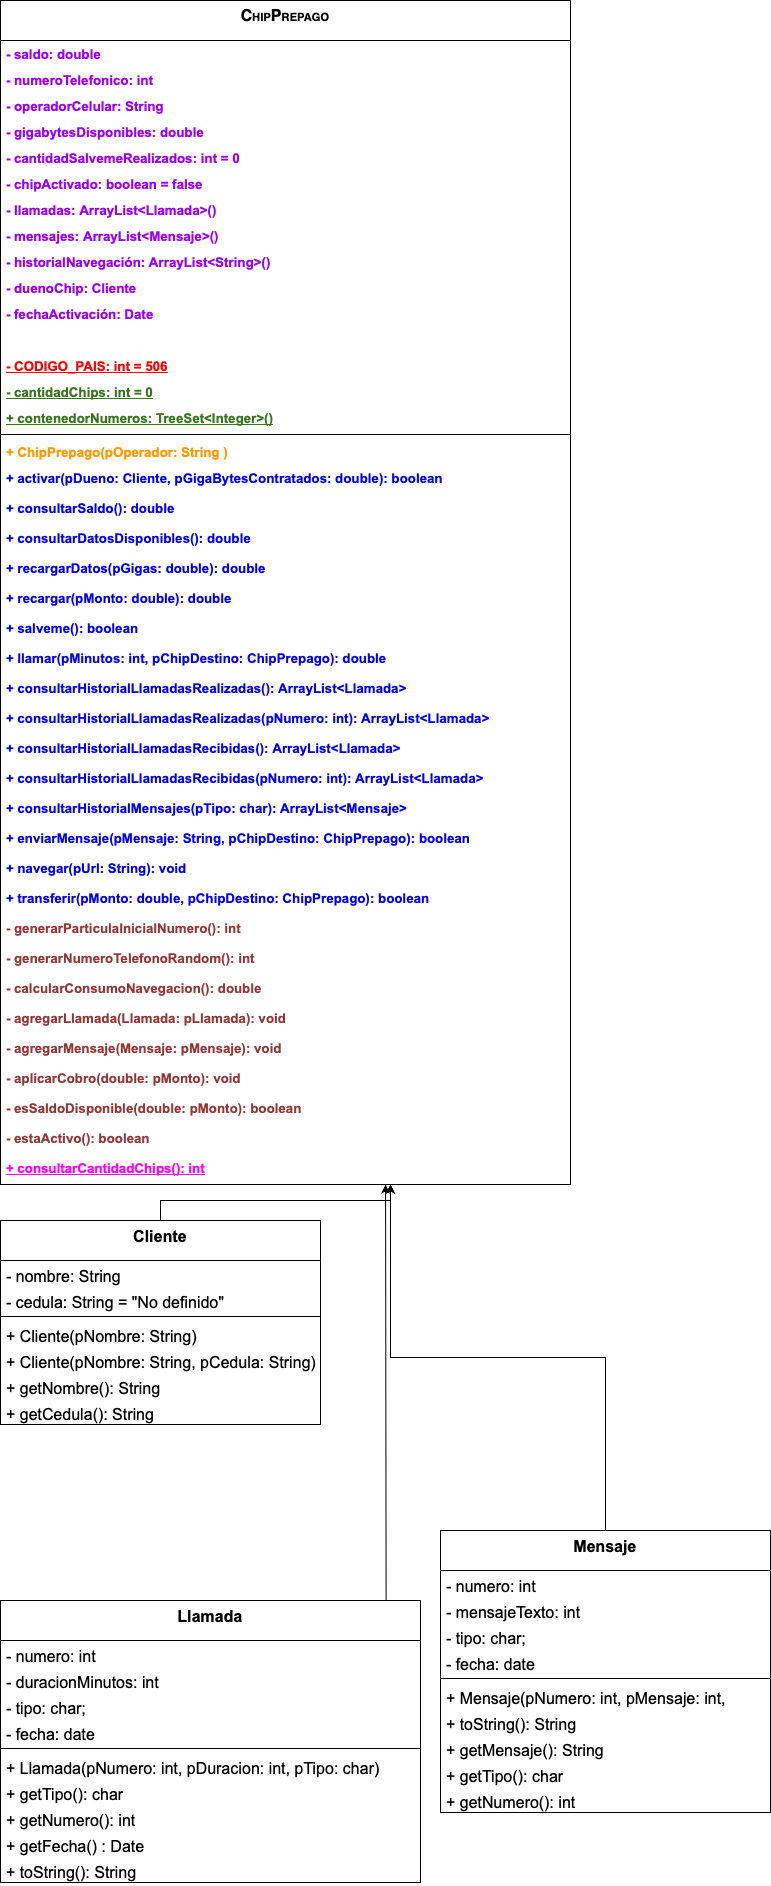 ChipPrepago
- saldo: double
- numeroTelefonico: int
- operadorCelular: String
- gigabytesDisponibles: double
- cantidadSalvemeRealizados: int = 0
- chipActivado: boolean = false
- llamadas: ArrayList<Llamada>()
- mensajes: ArrayList<Mensaje>()
- historialNavegación: ArrayList<String>()
- duenoChip: Cliente
- fechaActivación: Date
- CODIGO_PAIS: int = 506
- cantidadChips: int = 0
+ contenedorNumeros: TreeSet<Integer>()
+ ChipPrepago(pOperador: String )
+ activar(pDueno: Cliente, pGigaBytesContratados: double): boolean
+ consultarSaldo(): double
+ consultarDatosDisponibles(): double
+ recargarDatos(pGigas: double): double
+ recargar(pMonto: double): double
+ salveme(): boolean
+ llamar(pMinutos: int, pChipDestino: ChipPrepago): double
+ consultarHistorialLlamadasRealizadas(): ArrayList<Llamada>
+ consultarHistorialLlamadasRealizadas(pNumero: int): ArrayList<Llamada>
+ consultarHistorialLlamadasRecibidas(): ArrayList<Llamada>
+ consultarHistorialLlamadasRecibidas(pNumero: int): ArrayList<Llamada>
+ consultarHistorialMensajes(pTipo: char): ArrayList<Mensaje>
+ enviarMensaje(pMensaje: String, pChipDestino: ChipPrepago): boolean
+ navegar(pUrl: String): void
+ transferir(pMonto: double, pChipDestino: ChipPrepago): boolean
- generarParticulaInicialNumero(): int
- generarNumeroTelefonoRandom(): int
- calcularConsumoNavegacion(): double
- agregarLlamada(Llamada: pLlamada): void
- agregarMensaje(Mensaje: pMensaje): void
- aplicarCobro(double: pMonto): void
- esSaldoDisponible(double: pMonto): boolean
- estaActivo(): boolean
+ consultarCantidadChips(): int
Cliente
- nombre: String
- cedula: String = "No definido"
+ Cliente(pNombre: String)
+ Cliente(pNombre: String, pCedula: String)
+ getNombre(): String
+ getCedula(): String
Mensaje
- numero: int
- mensajeTexto: int
- tipo: char;
- fecha: date
+ Mensaje(pNumero: int, pMensaje: int,
+ toString(): String
+ getMensaje(): String
+ getTipo(): char
+ getNumero(): int
Llamada
- numero: int
- duracionMinutos: int
- tipo: char;
- fecha: date
+ Llamada(pNumero: int, pDuracion: int, pTipo: char)
+ getTipo(): char
+ getNumero(): int
+ getFecha() : Date
+ toString(): String